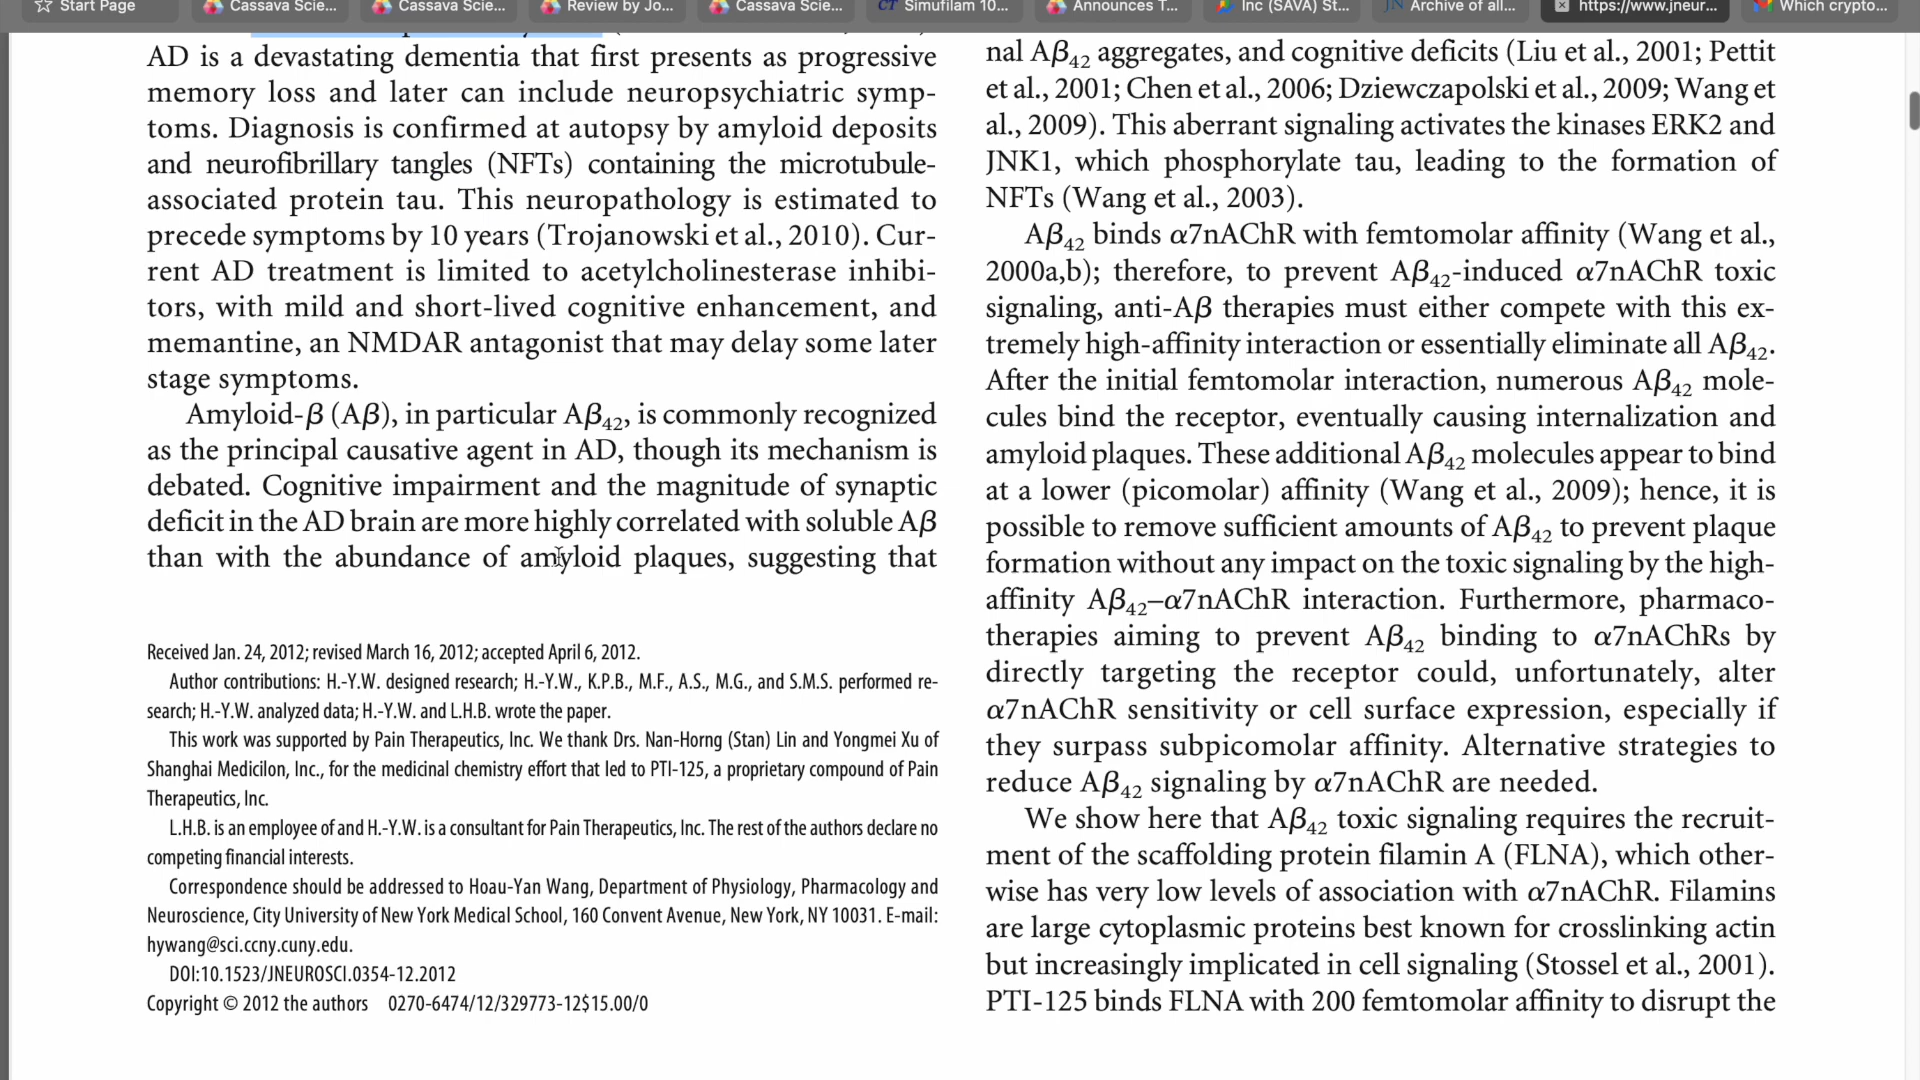 Start Page
Cassava Scie...
Cassava Scie...
Review by Jo...
Cassava Scie...
CT Simufilam 10...
Announces T...
Inc (SAVA) St...
JN Archive of all...
https://www.jneur...
Which crypto...
AD is a devastating dementia that first presents as progressive
memory loss and later can include neuropsychiatric symp-
toms. Diagnosis is confirmed at autopsy by amyloid deposits
and neurofibrillary tangles (NFTs) containing the microtubule-
associated protein tau. This neuropathology is estimated to
precede symptoms by 10 years (Trojanowski et al., 2010). Cur-
rent AD treatment is limited to acetylcholinesterase inhibi-
tors, with mild and short-lived cognitive enhancement, and
memantine, an NMDAR antagonist that may delay some later
stage symptoms.
Amyloid-β (Aβ), in particular Aβ42, is commonly recognized
as the principal causative agent in AD, though its mechanism is
debated. Cognitive impairment and the magnitude of synaptic
deficit in the AD brain are more highly correlated with soluble Aβ
than with the abundance of amyloid plaques, suggesting that
Received Jan. 24, 2012; revised March 16, 2012; accepted April 6, 2012.
Author contributions: H.-Y.W. designed research; H.-Y.W., K.P.B., M.F., A.S., M.G., and S.M.S. performed re-
search; H.-Y.W. analyzed data; H.-Y.W. and L.H.B. wrote the paper.
This work was supported by Pain Therapeutics, Inc. We thank Drs. Nan-Horng (Stan) Lin and Yongmei Xu of
Shanghai Medicilon, Inc., for the medicinal chemistry effort that led to PTI-125, a proprietary compound of Pain
Therapeutics, Inc.
L.H.B. is an employee of and H.-Y.W. is a consultant for Pain Therapeutics, Inc. The rest of the authors declare no
competing financial interests.
Correspondence should be addressed to Hoau-Yan Wang, Department of Physiology, Pharmacology and
Neuroscience, City University of New York Medical School, 160 Convent Avenue, New York, NY 10031. E-mail:
hywang@sci.ccny.cuny.edu.
DOI:10.1523/JNEUROSCI.0354-12.2012
Copyright © 2012 the authors 0270-6474/12/329773-12$15.00/0
nal Aβ42 aggregates, and cognitive deficits (Liu et al., 2001; Pettit
et al., 2001; Chen et al., 2006; Dziewczapolski et al., 2009; Wang et
al., 2009). This aberrant signaling activates the kinases ERK2 and
JNK1, which phosphorylate tau, leading to the formation of
NFTs (Wang et al., 2003).
Aβ42 binds α7nAChR with femtomolar affinity (Wang et al.,
2000a,b); therefore, to prevent Aβ42-induced α7nAChR toxic
signaling, anti-Aβ therapies must either compete with this ex-
tremely high-affinity interaction or essentially eliminate all Aβ42.
After the initial femtomolar interaction, numerous Aβ42 mole-
cules bind the receptor, eventually causing internalization and
amyloid plaques. These additional Aβ42 molecules appear to bind
at a lower (picomolar) affinity (Wang et al., 2009); hence, it is
possible to remove sufficient amounts of Aβ42 to prevent plaque
formation without any impact on the toxic signaling by the high-
affinity Aβ42–α7nAChR interaction. Furthermore, pharmaco-
therapies aiming to prevent Aβ42 binding to α7nAChRs by
directly targeting the receptor could, unfortunately, alter
α7nAChR sensitivity or cell surface expression, especially if
they surpass subpicomolar affinity. Alternative strategies to
reduce Aβ42 signaling by α7nAChR are needed.
We show here that Aβ42 toxic signaling requires the recruit-
ment of the scaffolding protein filamin A (FLNA), which other-
wise has very low levels of association with α7nAChR. Filamins
are large cytoplasmic proteins best known for crosslinking actin
but increasingly implicated in cell signaling (Stossel et al., 2001).
PTI-125 binds FLNA with 200 femtomolar affinity to disrupt the